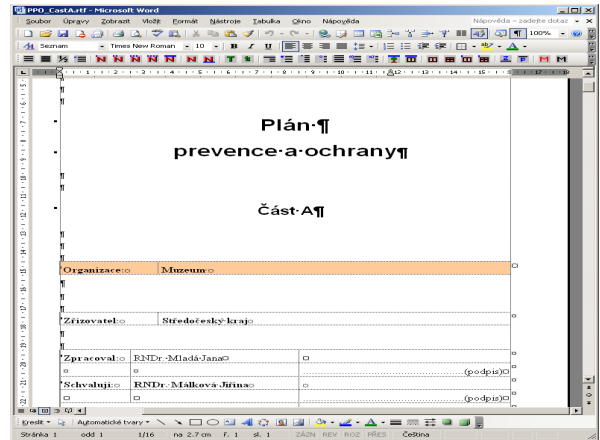 PPO_CastA.rtf - Microsoft Word
Soubor Úpravy Zobrazit Vložit Formát Nástroje Tabulka Okno Nápověda Nápověda – zadejte dotaz
100%
Seznam Times New Roman 10 B I U
Plán·¶
prevence·a·ochrany¶
Část·A¶
Organizace:¤ Muzeum¤
Zřizovatel:¤ Středočeský·kraj¤
Zpracoval:¤ RNDr.·Mladá·Jana¤
(podpis)¤
Schvaluji:¤ RNDr.·Málková·Jiřina¤
(podpis)¤
Kreslit Automatické tvary
Stránka 1 odd 1 1/16 na 2.7 cm ř. 1 sl. 1 ZÁZN REV ROZ PŘES Čeština